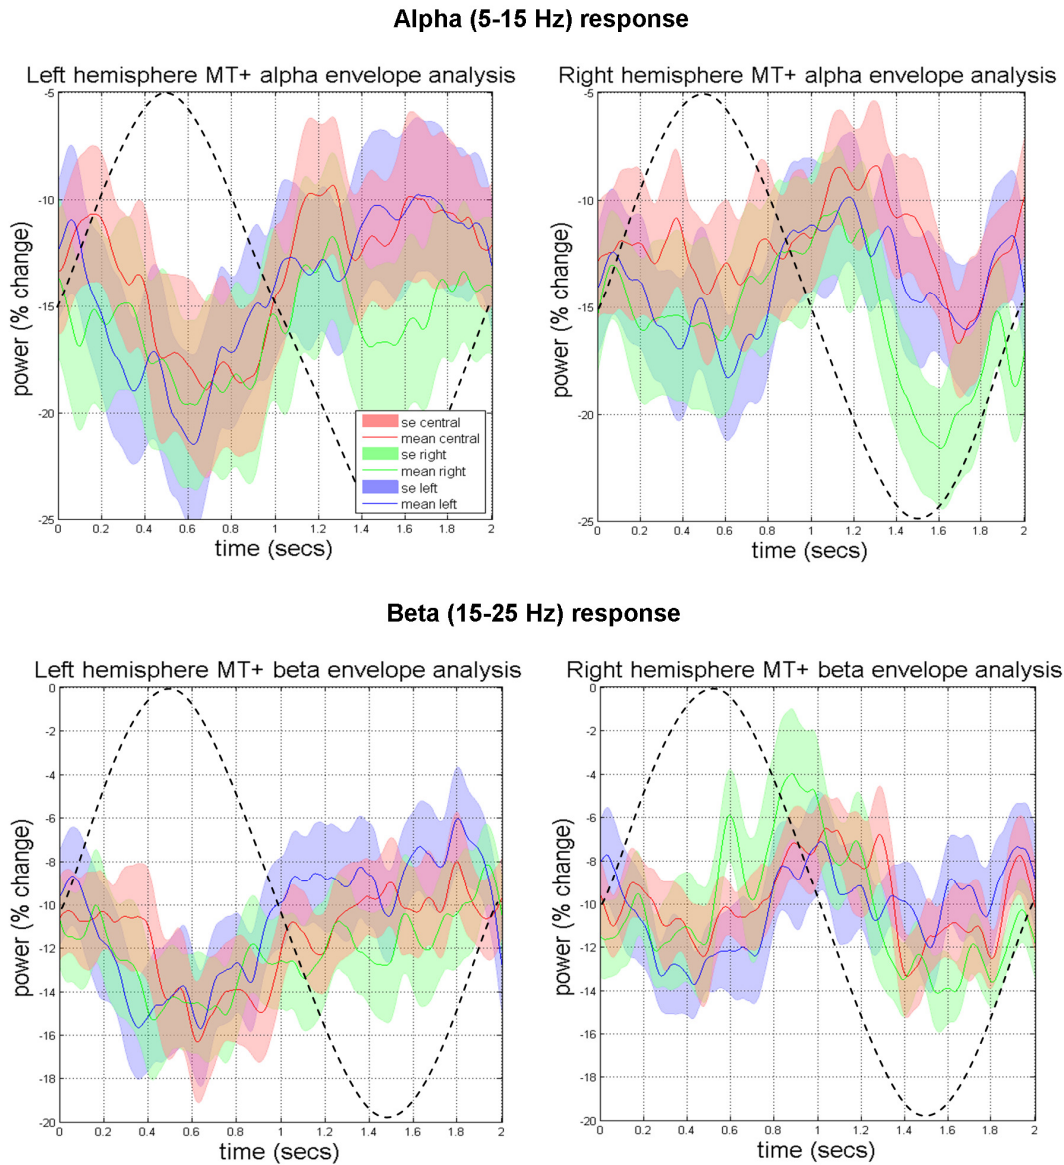 Alpha (5-15 Hz) response
Left hemisphere MT+ alpha envelope analysis
power (% change)
-5
-10
-15
-20
-25
0 0.2 0.4 0.6 0.8 1 1.2 1.4 1.6 1.8 2
time (secs)
se central
mean central
se right
mean right
se left
mean left
Right hemisphere MT+ alpha envelope analysis
power (% change)
-5
-10
-15
-20
-25
0 0.2 0.4 0.6 0.8 1 1.2 1.4 1.6 1.8 2
time (secs)
Beta (15-25 Hz) response
Left hemisphere MT+ beta envelope analysis
power (% change)
0
-2
-4
-6
-8
-10
-12
-14
-16
-18
-20
0 0.2 0.4 0.6 0.8 1 1.2 1.4 1.6 1.8 2
time (secs)
Right hemisphere MT+ beta envelope analysis
power (% change)
0
-2
-4
-6
-8
-10
-12
-14
-16
-18
-20
0 0.2 0.4 0.6 0.8 1 1.2 1.4 1.6 1.8 2
time (secs)